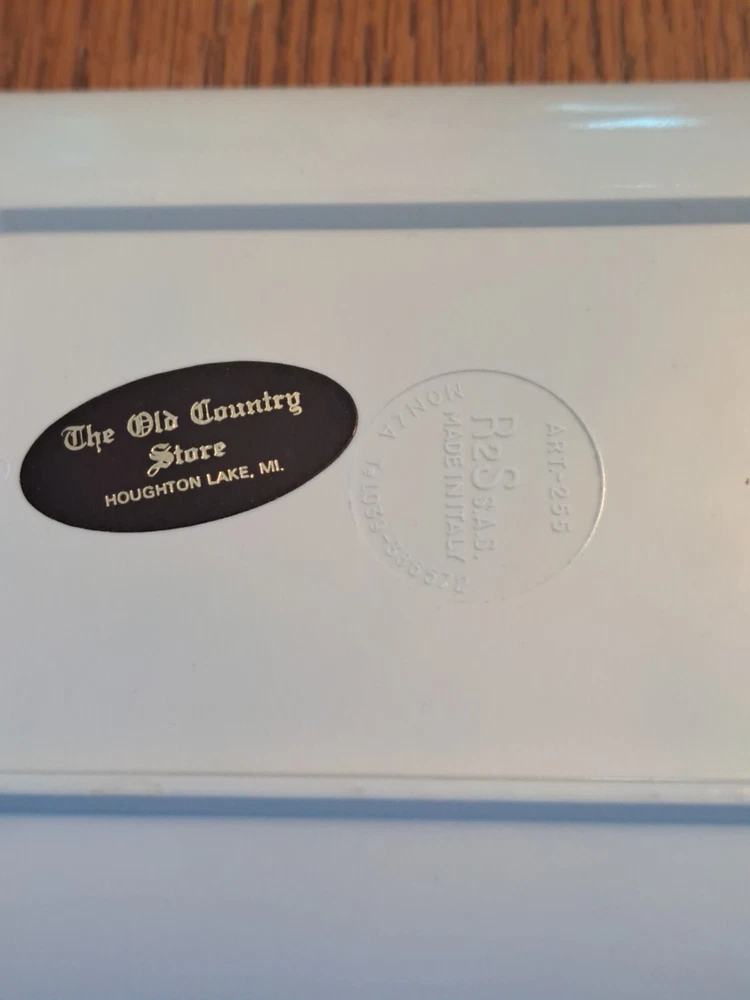 The Old Country
Store
HOUGHTON LAKE, MI.
ART.-255
R2S S.A.S.
MADE IN ITALY
MONZA